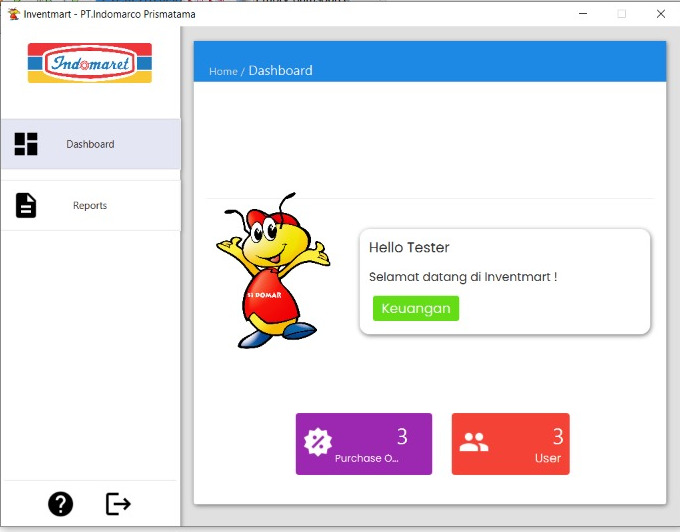 Inventmart - PT.Indomarco Prismatama
Indomaret
Home / Dashboard
Dashboard
Reports
Hello Tester
Selamat datang di Inventmart !
Keuangan
DOMAR
3
Purchase O...
3
User